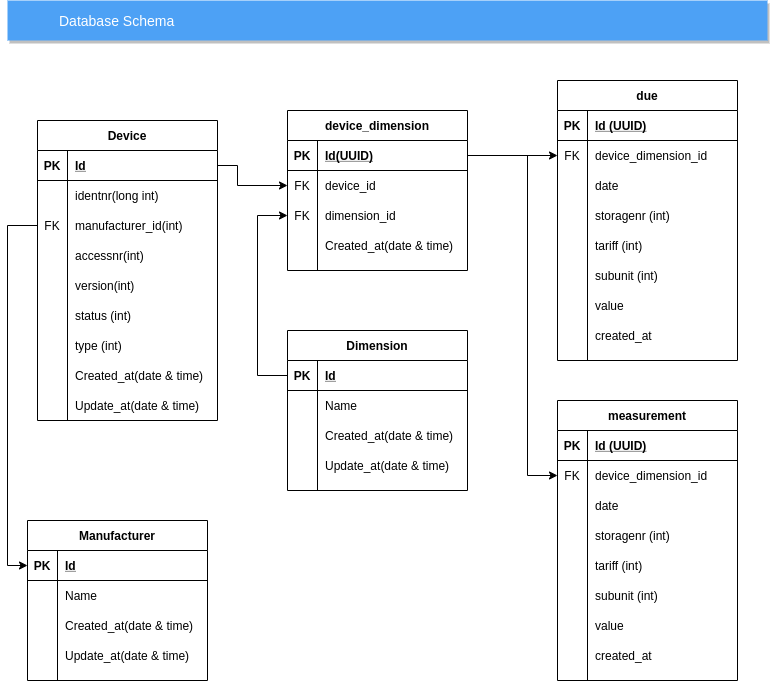 Database Schema
Device
PK Id
identnr(long int)
FK manufacturer_id(int)
accessnr(int)
version(int)
status (int)
type (int)
Created_at(date & time)
Update_at(date & time)
device_dimension
PK Id(UUID)
FK device_id
FK dimension_id
Created_at(date & time)
due
PK Id (UUID)
FK device_dimension_id
date
storagenr (int)
tariff (int)
subunit (int)
value
created_at
Dimension
PK Id
Name
Created_at(date & time)
Update_at(date & time)
measurement
PK Id (UUID)
FK device_dimension_id
date
storagenr (int)
tariff (int)
subunit (int)
value
created_at
Manufacturer
PK Id
Name
Created_at(date & time)
Update_at(date & time)